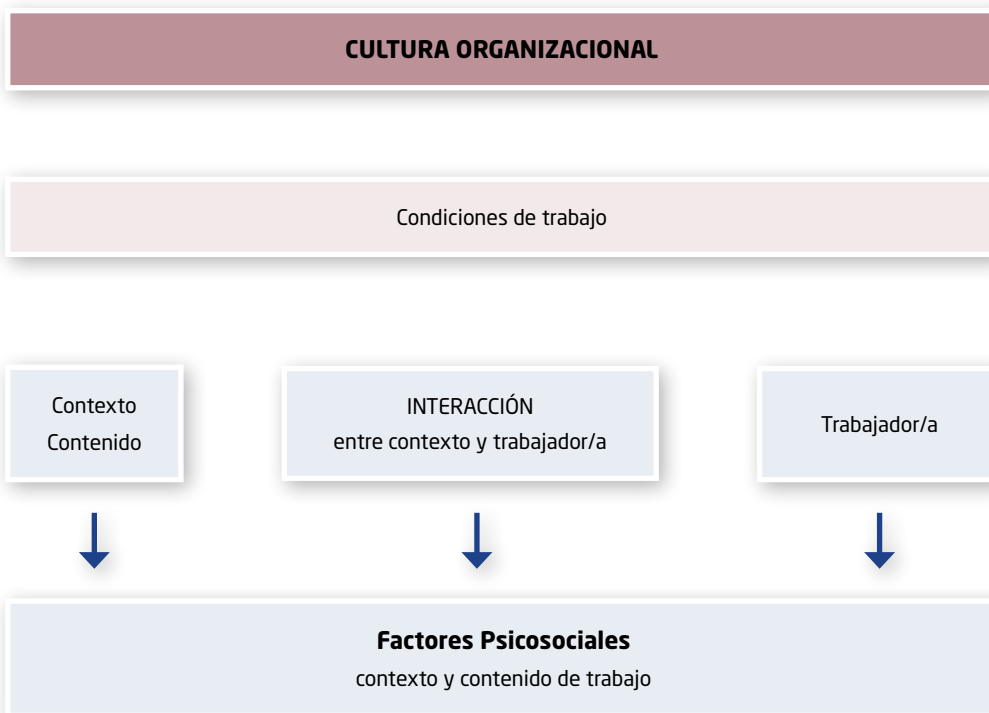 CULTURA ORGANIZACIONAL
Condiciones de trabajo
Contexto
Contenido
INTERACCIÓN
entre contexto y trabajador/a
Trabajador/a
Factores Psicosociales
contexto y contenido de trabajo